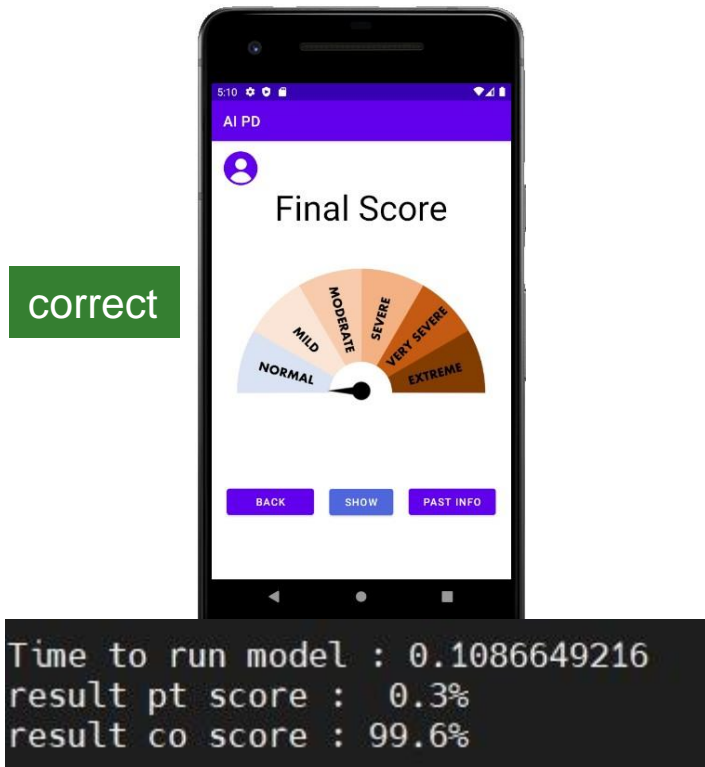 5:10
AI PD
Final Score
correct
NORMAL
MILD
MODERATE
SEVERE
VERY SEVERE
EXTREME
BACK SHOW PAST INFO
Time to run model : 0.1086649216
result pt score :  0.3%
result co score : 99.6%